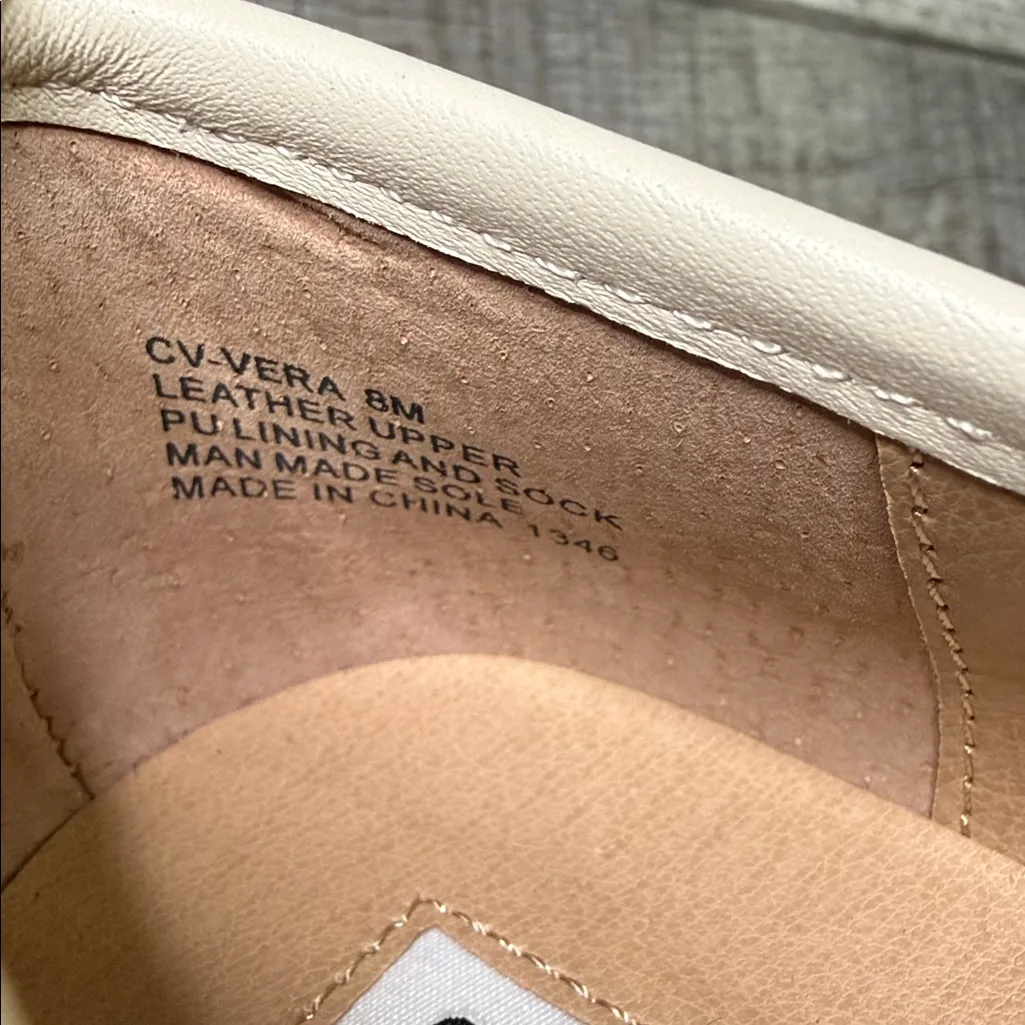 CV-VERA 8M
LEATHER UPPER
PU LINING AND SOCK
MAN MADE SOLE
MADE IN CHINA 1346